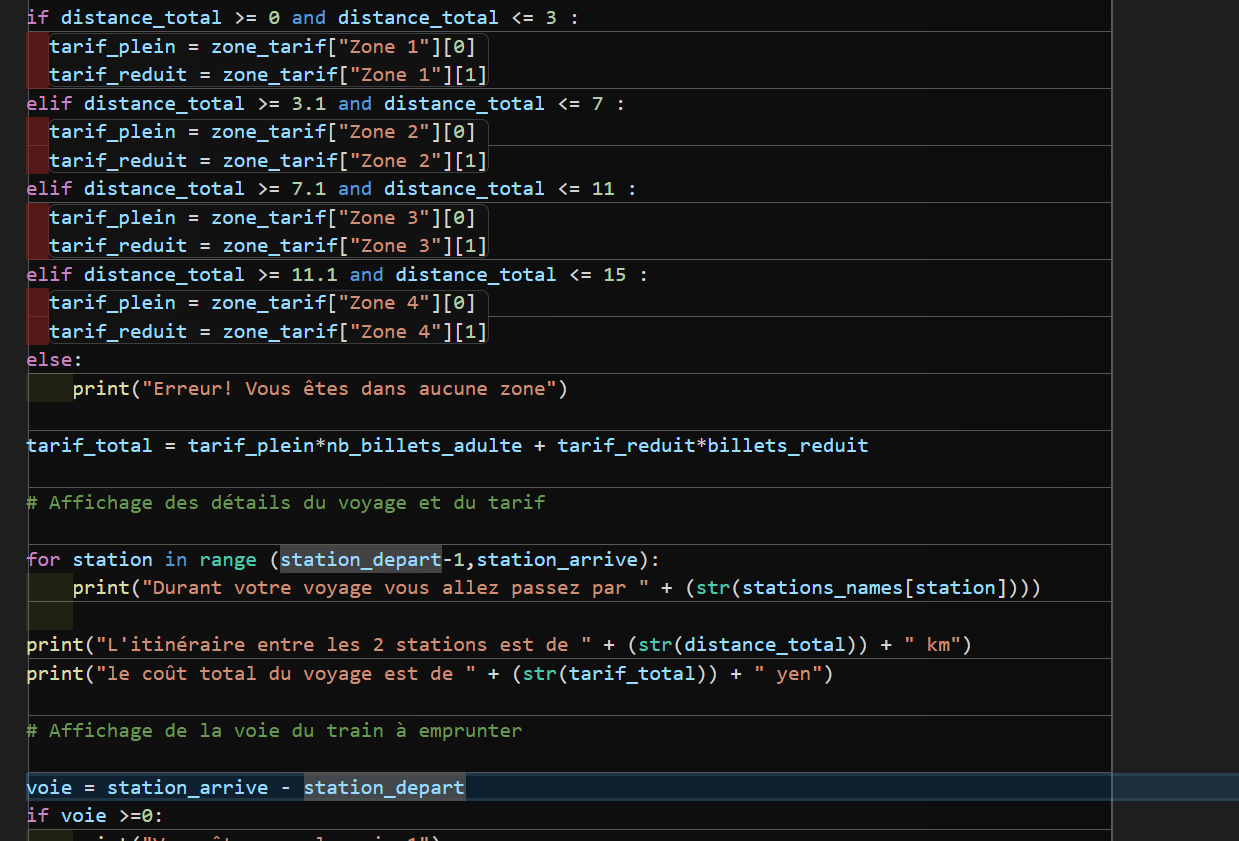 if distance_total >= 0 and distance_total <= 3 :
tarif_plein = zone_tarif["Zone 1"][0]
tarif_reduit = zone_tarif["Zone 1"][1]
elif distance_total >= 3.1 and distance_total <= 7 :
tarif_plein = zone_tarif["Zone 2"][0]
tarif_reduit = zone_tarif["Zone 2"][1]
elif distance_total >= 7.1 and distance_total <= 11 :
tarif_plein = zone_tarif["Zone 3"][0]
tarif_reduit = zone_tarif["Zone 3"][1]
elif distance_total >= 11.1 and distance_total <= 15 :
tarif_plein = zone_tarif["Zone 4"][0]
tarif_reduit = zone_tarif["Zone 4"][1]
else:
print("Erreur! Vous êtes dans aucune zone")
tarif_total = tarif_plein*nb_billets_adulte + tarif_reduit*billets_reduit
# Affichage des détails du voyage et du tarif
for station in range (station_depart-1,station_arrive):
print("Durant votre voyage vous allez passez par " + (str(stations_names[station])))
print("L'itinéraire entre les 2 stations est de " + (str(distance_total)) + " km")
print("le coût total du voyage est de " + (str(tarif_total)) + " yen")
# Affichage de la voie du train à emprunter
voie = station_arrive - station_depart
if voie >=0: